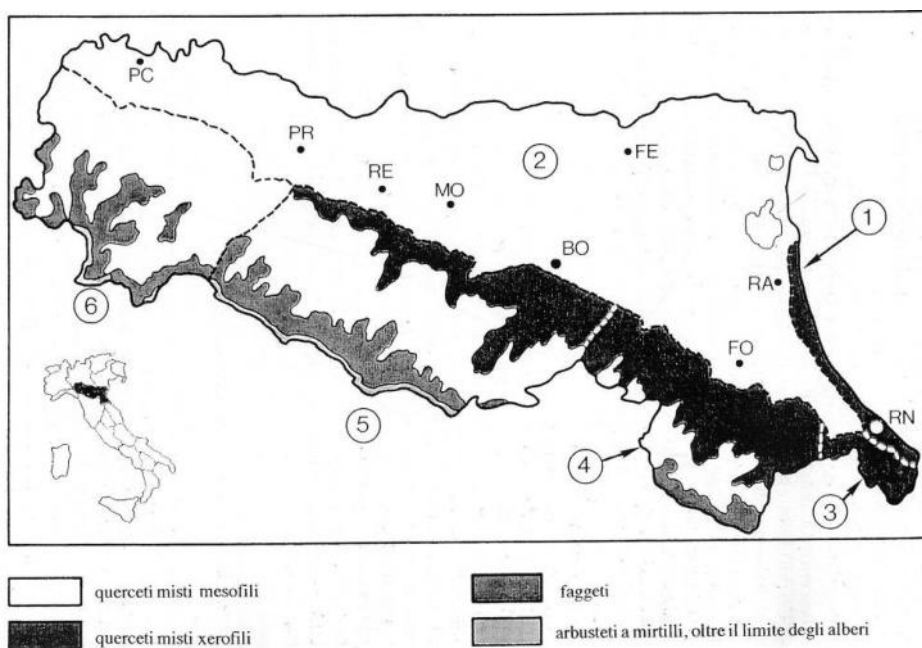 PC
PR
RE
MO
2
FE
1
BO
RA
6
FO
RN
5
4
3
querceti misti mesofili
faggeti
querceti misti xerofili
arbusteti a mirtilli, oltre il limite degli alberi